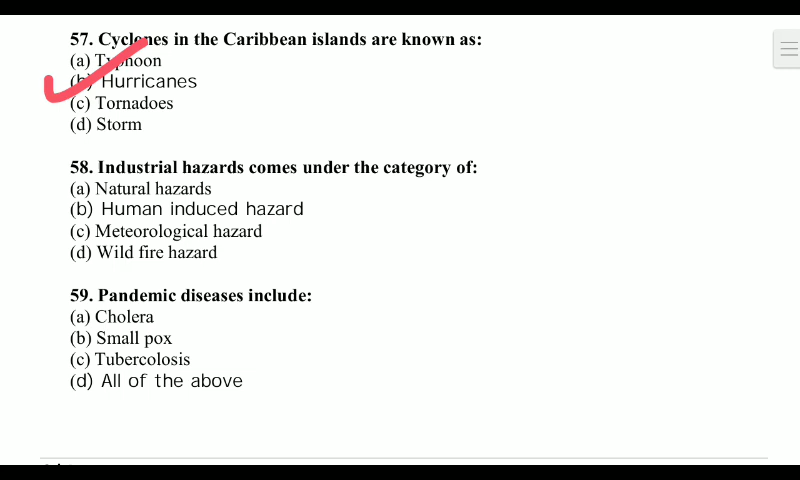 57. Cyclones in the Caribbean islands are known as:
(a) Typhoon
(b) Hurricanes
(c) Tornadoes
(d) Storm
58. Industrial hazards comes under the category of:
(a) Natural hazards
(b) Human induced hazard
(c) Meteorological hazard
(d) Wild fire hazard
59. Pandemic diseases include:
(a) Cholera
(b) Small pox
(c) Tubercolosis
(d) All of the above